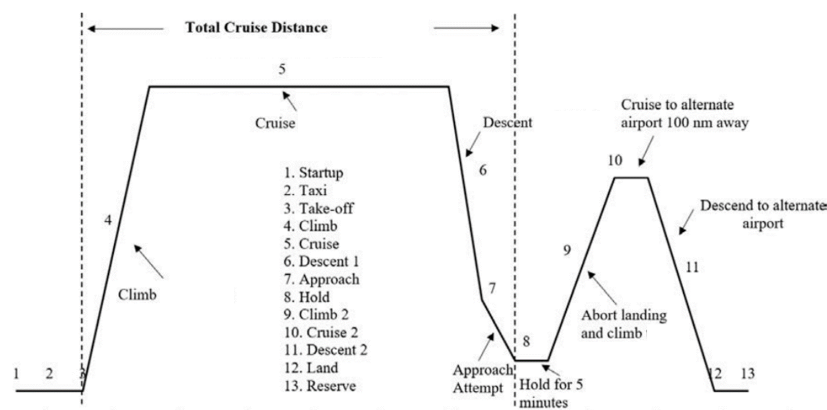 Total Cruise Distance
5
Cruise
Descent
Cruise to alternate
airport 100 nm away
10
6
1. Startup
2. Taxi
3. Take-off
4. Climb
5. Cruise
6. Descent 1
7. Approach
8. Hold
9. Climb 2
10. Cruise 2
11. Descent 2
12. Land
13. Reserve
4
Climb
Descend to alternate
airport
9
11
7
Abort landing
and climb
8
Approach
Attempt
Hold for 5
minutes
1 2 3
12 13